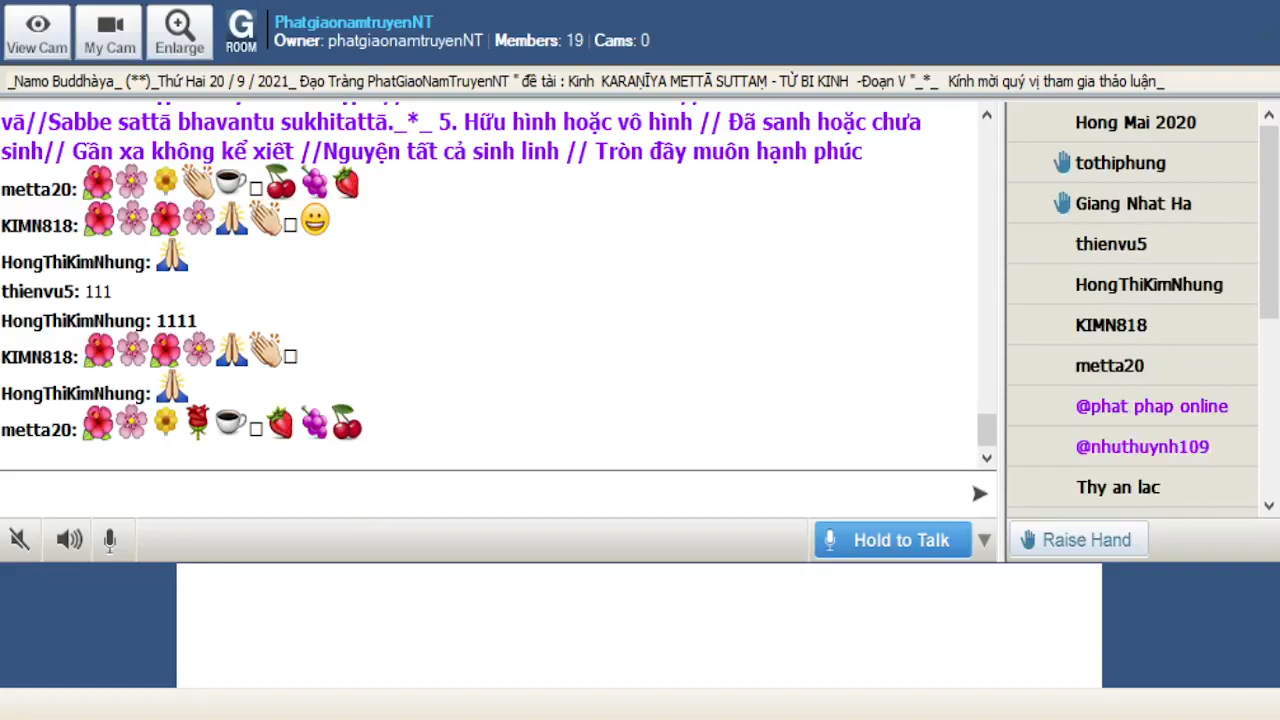 View Cam
My Cam
Enlarge
G
ROOM
PhatgiaonamtruyenNT
Owner: phatgiaonamtruyenNT | Members: 19 | Cams: 0
_Namo Buddhàya_ (**)_Thứ Hai 20 / 9 / 2021_ Đạo Tràng PhatGiaoNamTruyenNT " đề tài : Kinh KARAṆĪYA METTĀ SUTTAṂ - TỪ BI KINH -Đoạn V "_*_ Kính mời quý vị tham gia thảo luận_
vā//Sabbe sattā bhavantu sukhitattā._*_ 5. Hữu hình hoặc vô hình // Đã sanh hoặc chưa
sinh// Gần xa không kể xiết //Nguyện tất cả sinh linh // Tròn đầy muôn hạnh phúc
metta20:
KIMN818:
HongThiKimNhung:
thienvu5: 111
HongThiKimNhung: 1111
KIMN818:
HongThiKimNhung:
metta20:
Hong Mai 2020
tothiphung
Giang Nhat Ha
thienvu5
HongThiKimNhung
KIMN818
metta20
@phat phap online
@nhuthuynh109
Thy an lac
Hold to Talk
Raise Hand